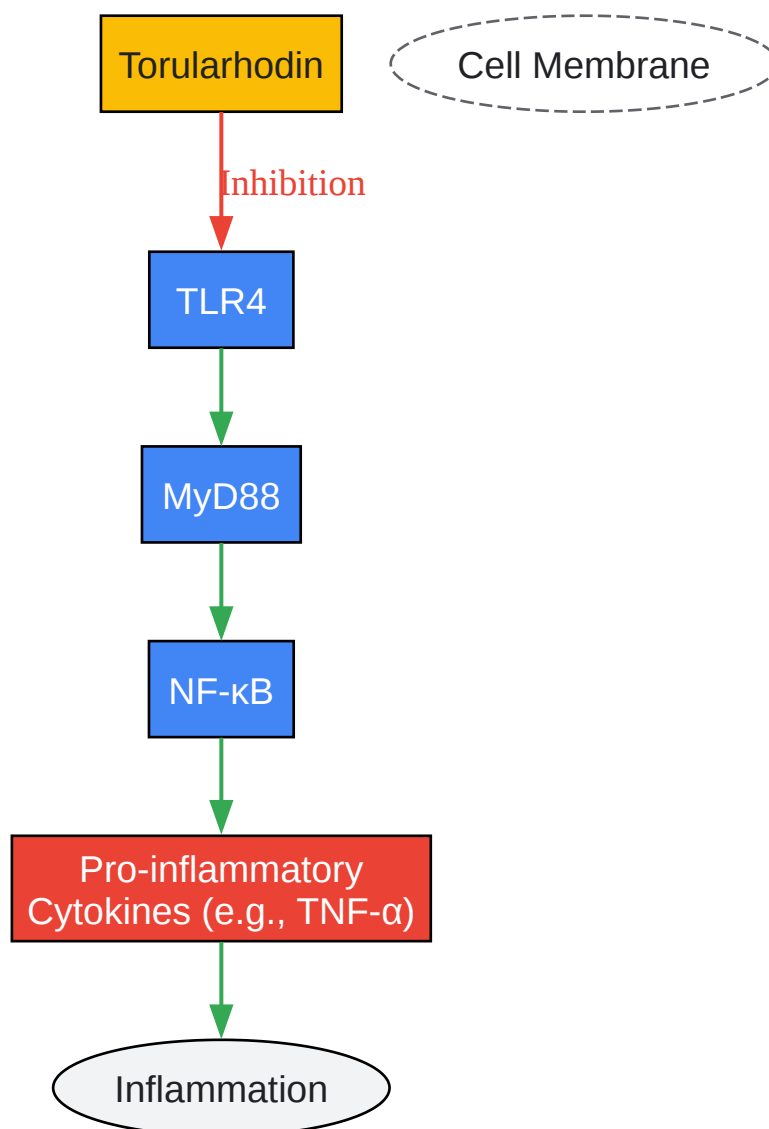 Torularhodin
Cell Membrane
Inhibition
TLR4
MyD88
NF-κB
Pro-inflammatory
Cytokines (e.g., TNF-α)
Inflammation